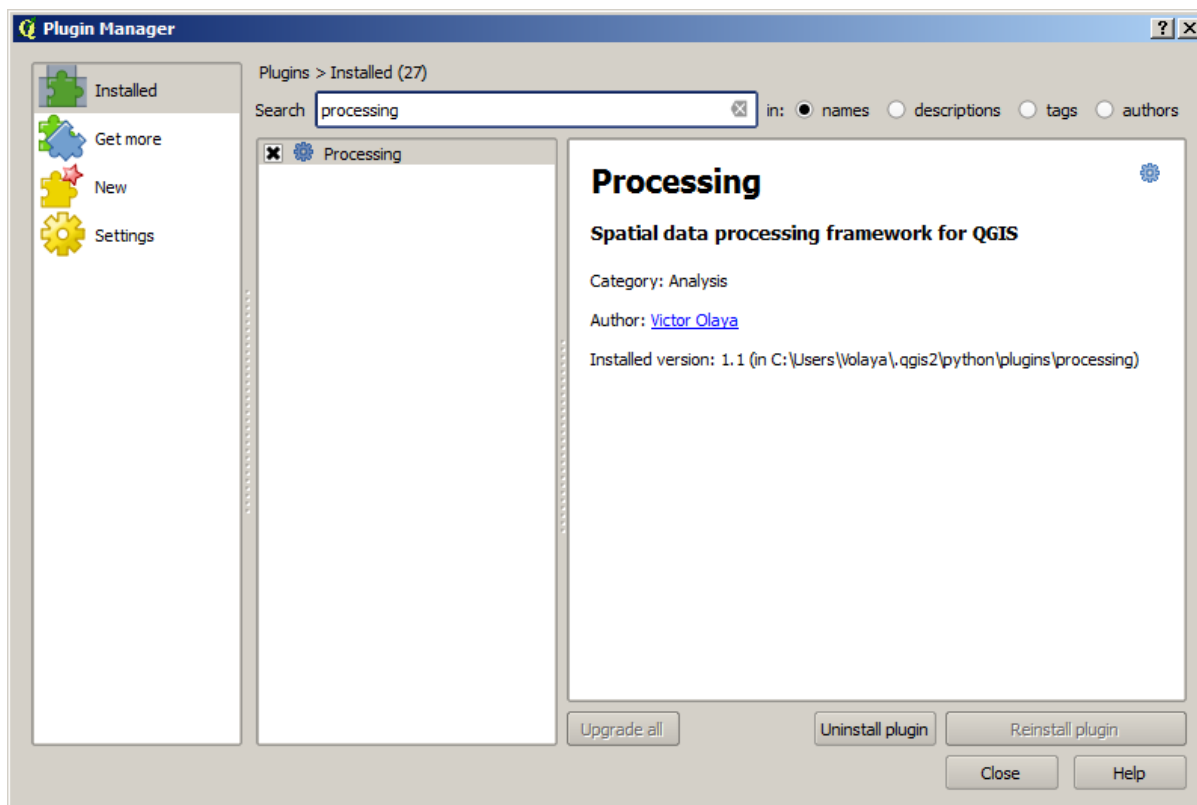 Plugin Manager
Plugins > Installed (27)
Search processing in: names descriptions tags authors
Installed
Get more
New
Settings
Processing
Processing
Spatial data processing framework for QGIS
Category: Analysis
Author: Victor Olaya
Installed version: 1.1 (in C:\Users\Volaya\.qgis2\python\plugins\processing)
Upgrade all Uninstall plugin Reinstall plugin
Close Help